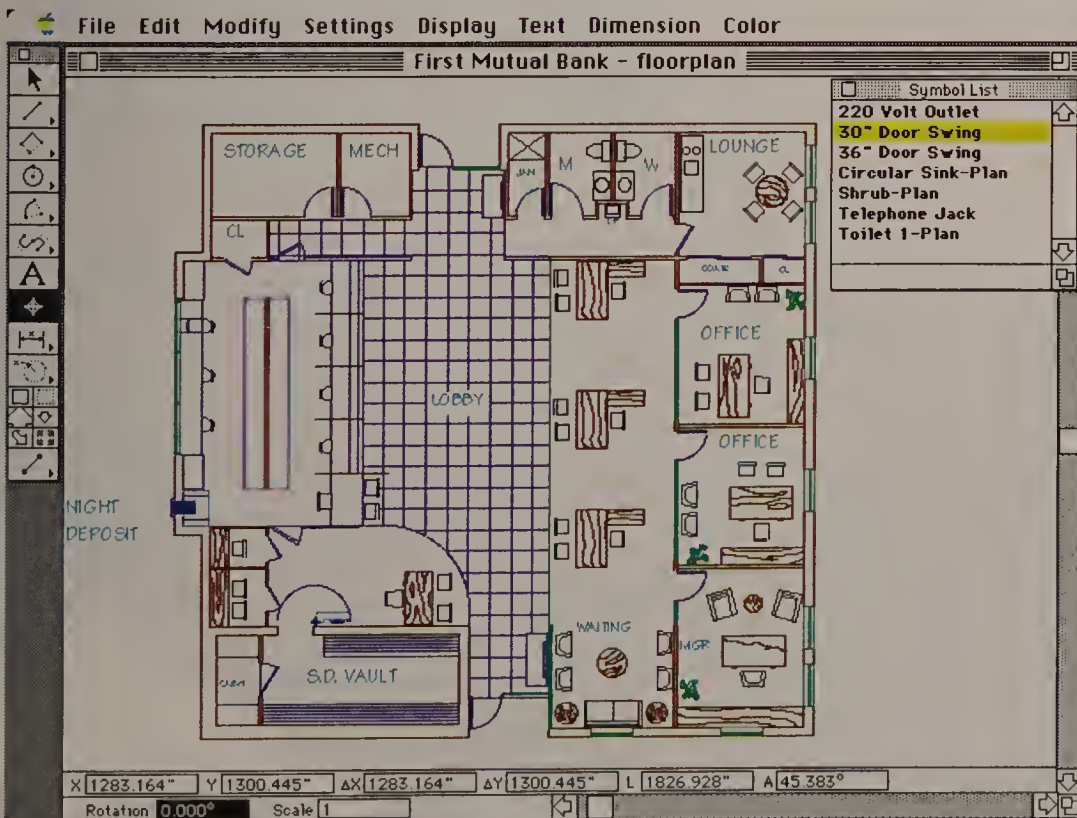 File Edit Modify Settings Display Text Dimension Color
First Mutual Bank - floorplan
Symbol List
220 Volt Outlet
30" Door Swing
36" Door Swing
Circular Sink-Plan
Shrub-Plan
Telephone Jack
Toilet 1-Plan
A
STORAGE MECH
JAN M W LOUNGE
CL
CL
OFFICE
LOBBY
OFFICE
NIGHT
DEPOSIT
WAITING
MGR
S.D. VAULT
X 1283.164" Y 1300.445" ΔX 1283.164" ΔY 1300.445" L 1826.928" A 45.383°
Rotation 0.000° Scale 1